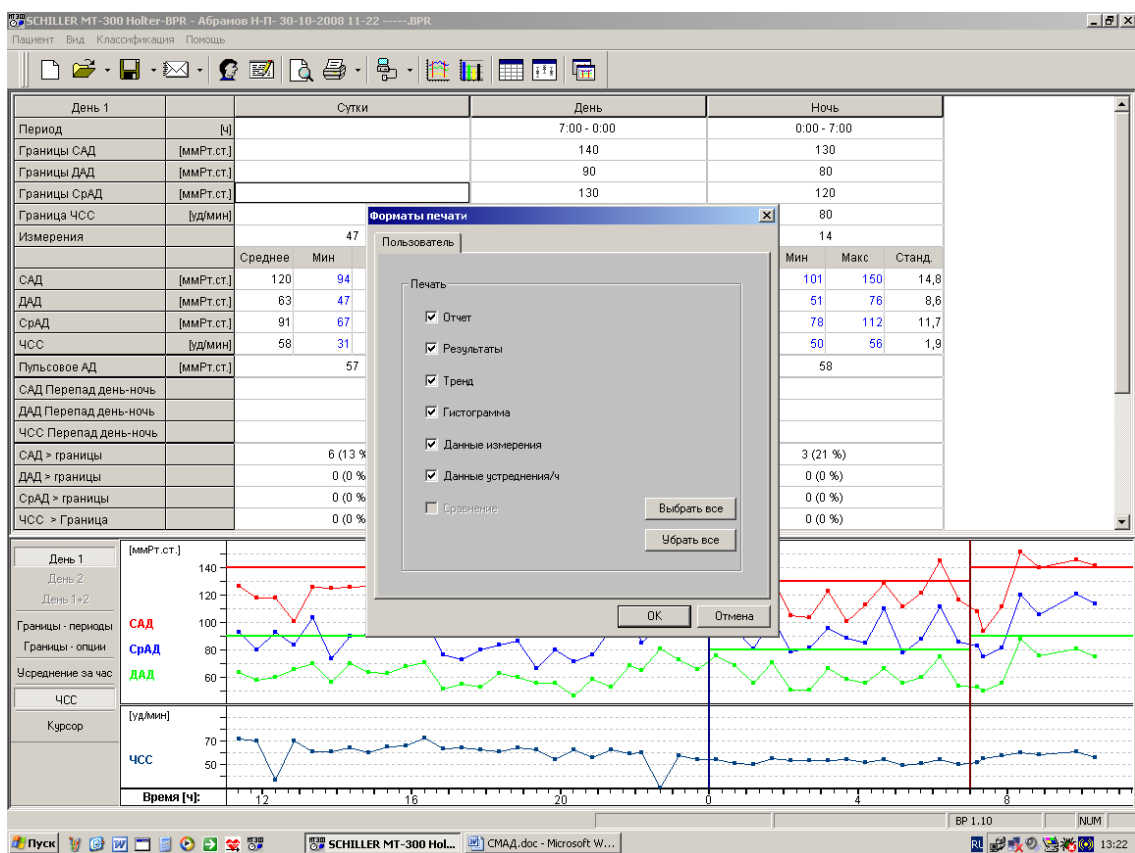 SCHILLER MT-300 Holter-BPR - Абрамов Н-П- 30-10-2008 11-22 -----.BPR
Пациент Вид Классификация Помощь
День 1 Сутки День Ночь
Период [ч] 7:00 - 0:00 0:00 - 7:00
Границы САД [ммРт.ст.] 140 130
Границы ДАД [ммРт.ст.] 90 80
Границы СрАД [ммРт.ст.] 130 120
Граница ЧСС [уд/мин] 80
Измерения 47 14
Среднее Мин Мин Макс Станд.
САД [ммРт.ст.] 120 94 101 150 14,8
ДАД [ммРт.ст.] 63 47 51 76 8,6
СрАД [ммРт.ст.] 91 67 78 112 11,7
ЧСС [уд/мин] 58 31 50 56 1,9
Пульсовое АД [ммРт.ст.] 57 58
САД Перепад день-ночь
ДАД Перепад день-ночь
ЧСС Перепад день-ночь
САД > границы 6 (13 % 3 (21 %)
ДАД > границы 0 (0 % 0 (0 %)
СрАД > границы 0 (0 % 0 (0 %)
ЧСС > Граница 0 (0 % 0 (0 %)
Форматы печати
Пользователь
Печать
Отчет
Результаты
Тренд
Гистограмма
Данные измерения
Данные устреднения/ч
Сравнение
Выбрать все
Убрать все
OK Отмена
День 1
День 2
День 1+2
Границы - периоды
Границы - опции
Усреднение за час
ЧСС
Курсор
[ммРт.ст.]
140
120
100
80
60
САД
СрАД
ДАД
[уд/мин]
70
50
ЧСС
Время [ч]: 12 16 20 0 4 8
BP 1.10 NUM
Пуск SCHILLER MT-300 Hol... СМАД.doc - Microsoft W... RU 13:22